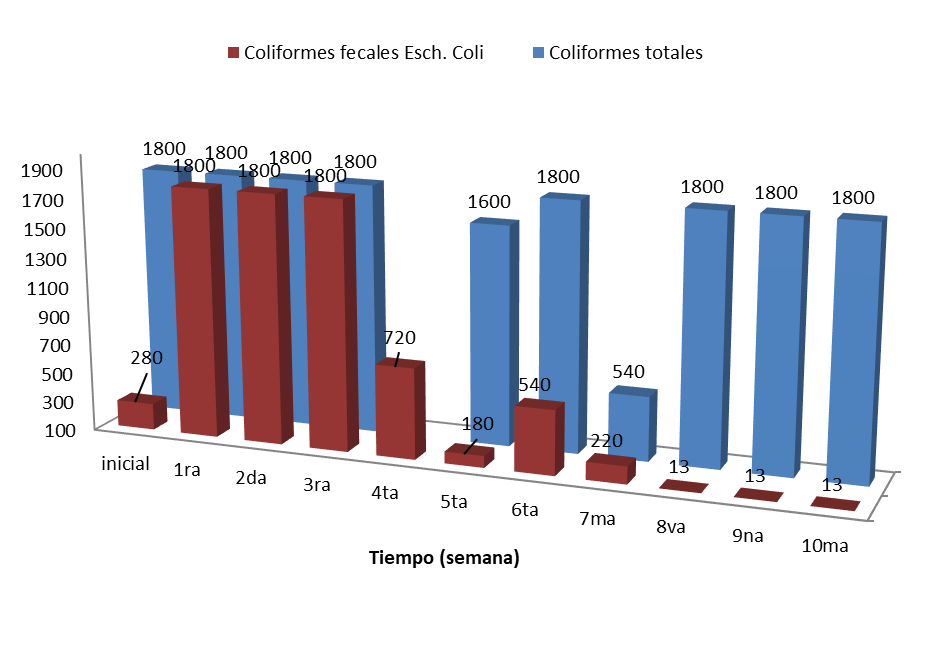 Coliformes fecales Esch. Coli
Coliformes totales
1800
1800
1800
1800
1800
1800
1800
1600
1800
1800
1800
1800
1900
1700
1500
1300
1100
900
700
500
300
100
280
720
180
540
540
220
13
13
13
inicial
1ra
2da
3ra
4ta
5ta
6ta
7ma
8va
9na
10ma
Tiempo (semana)